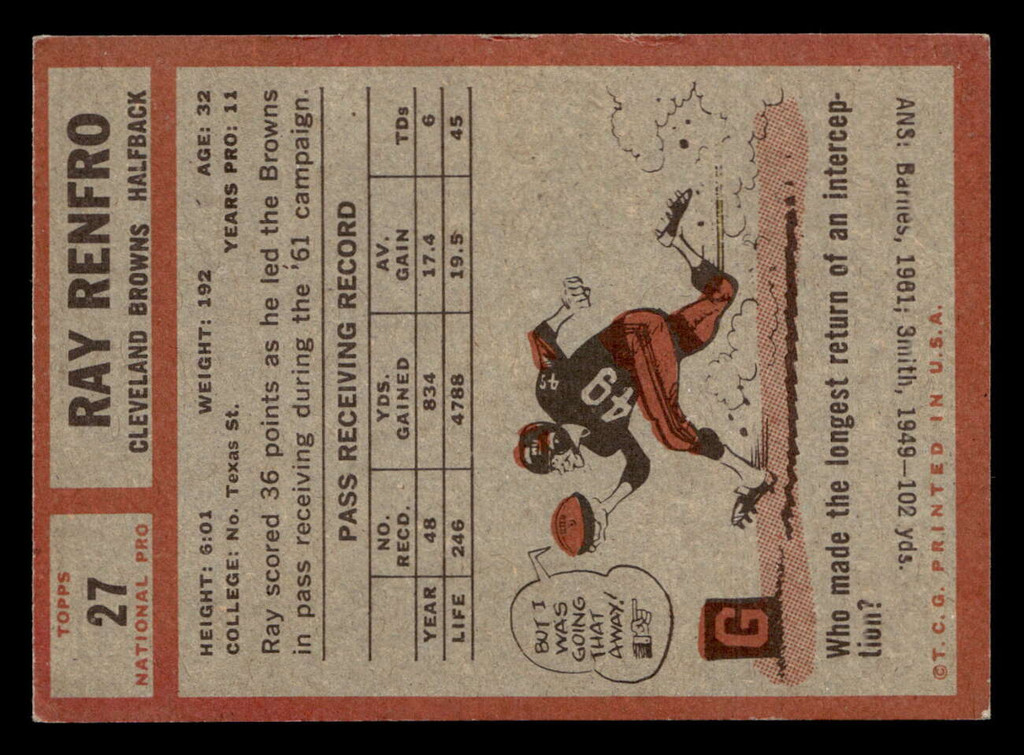 TOPPS
27
NATIONAL PRO
RAY RENFRO
CLEVELAND BROWNS HALFBACK
HEIGHT: 6:01 WEIGHT: 192 AGE: 32
COLLEGE: No. Texas St. YEARS PRO: 11
Ray scored 36 points as he led the Browns
in pass receiving during the '61 campaign.
PASS RECEIVING RECORD
NO. RECD. YDS. GAINED AV. GAIN TDs
YEAR 48 834 17.4 6
LIFE 246 4788 19.5 45
BUT I
WAS
GOING
THAT
AWAY!
49
49
G
Who made the longest return of an intercep-
tion?
ANS: Barnes, 1961; Smith, 1949—102 yds.
© T. C. G. PRINTED IN U.S.A.